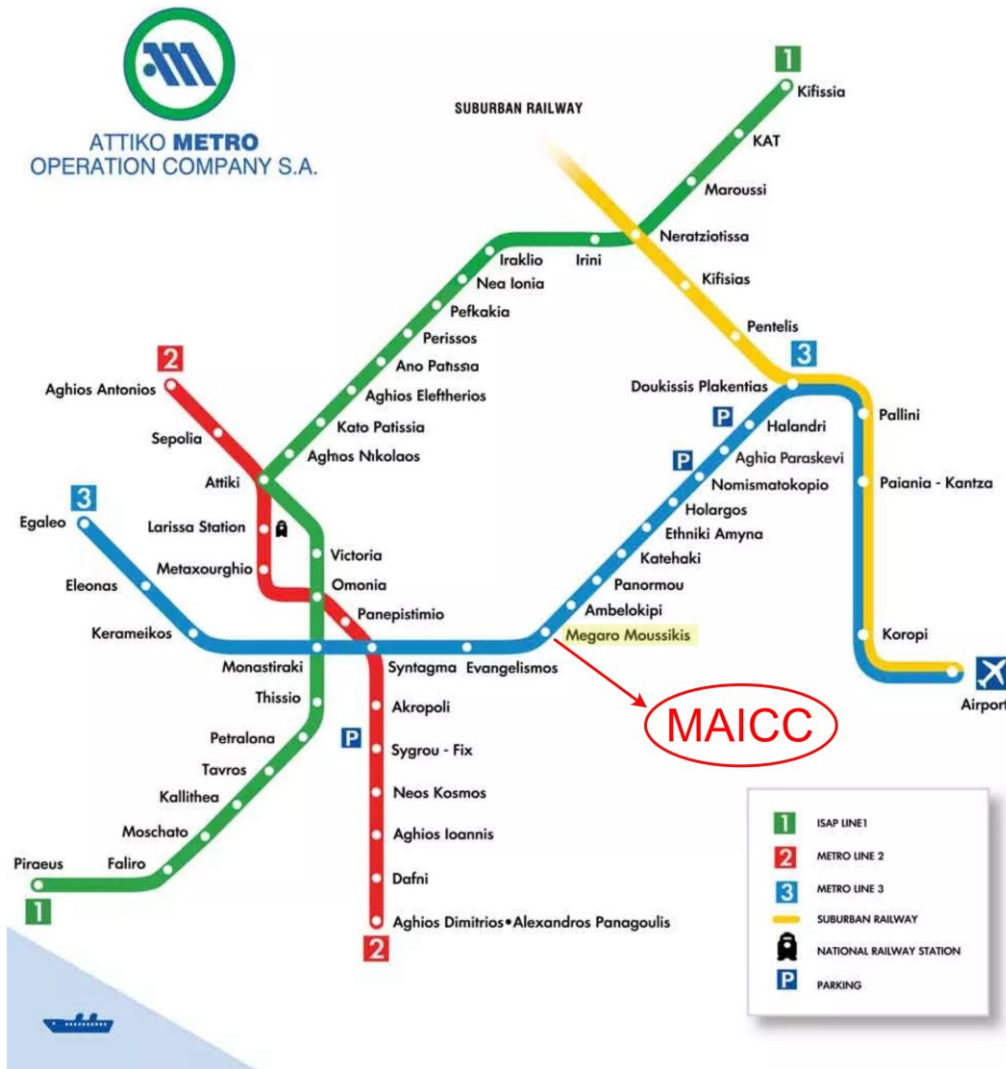 ATTIKO METRO
OPERATION COMPANY S.A.
SUBURBAN RAILWAY
1
Kifissia
KAT
Maroussi
Neratziotissa
Irini
Iraklio
Nea Ionia
Kifisias
Pefkakia
Pentelis
Perissos
2
3
Ano Patissia
Aghios Antonios
Doukissis Plakentias
Aghios Eleftherios
P
Pallini
Halandri
Kato Patissia
Sepolia
Aghios Nikolaos
P
Aghia Paraskevi
Attiki
Nomismatokopio
Paiania - Kantza
3
Holargos
Egaleo
Larissa Station
Ethniki Amyna
Victoria
Katehaki
Metaxourghio
Eleonas
Omonia
Panormou
Panepistimio
Ambelokipi
Kerameikos
Megaro Moussikis
Koropi
Monastiraki
Syntagma
Evangelismos
Thissio
Akropoli
Airport
MAICC
Petralona
P
Sygrou - Fix
Tavros
Neos Kosmos
Kallithea
Moschato
Aghios Ioannis
Piraeus
Faliro
Dafni
1
Aghios Dimitrios•Alexandros Panagoulis
2
1 ISAP LINE1
2 METRO LINE 2
3 METRO LINE 3
SUBURBAN RAILWAY
NATIONAL RAILWAY STATION
P PARKING